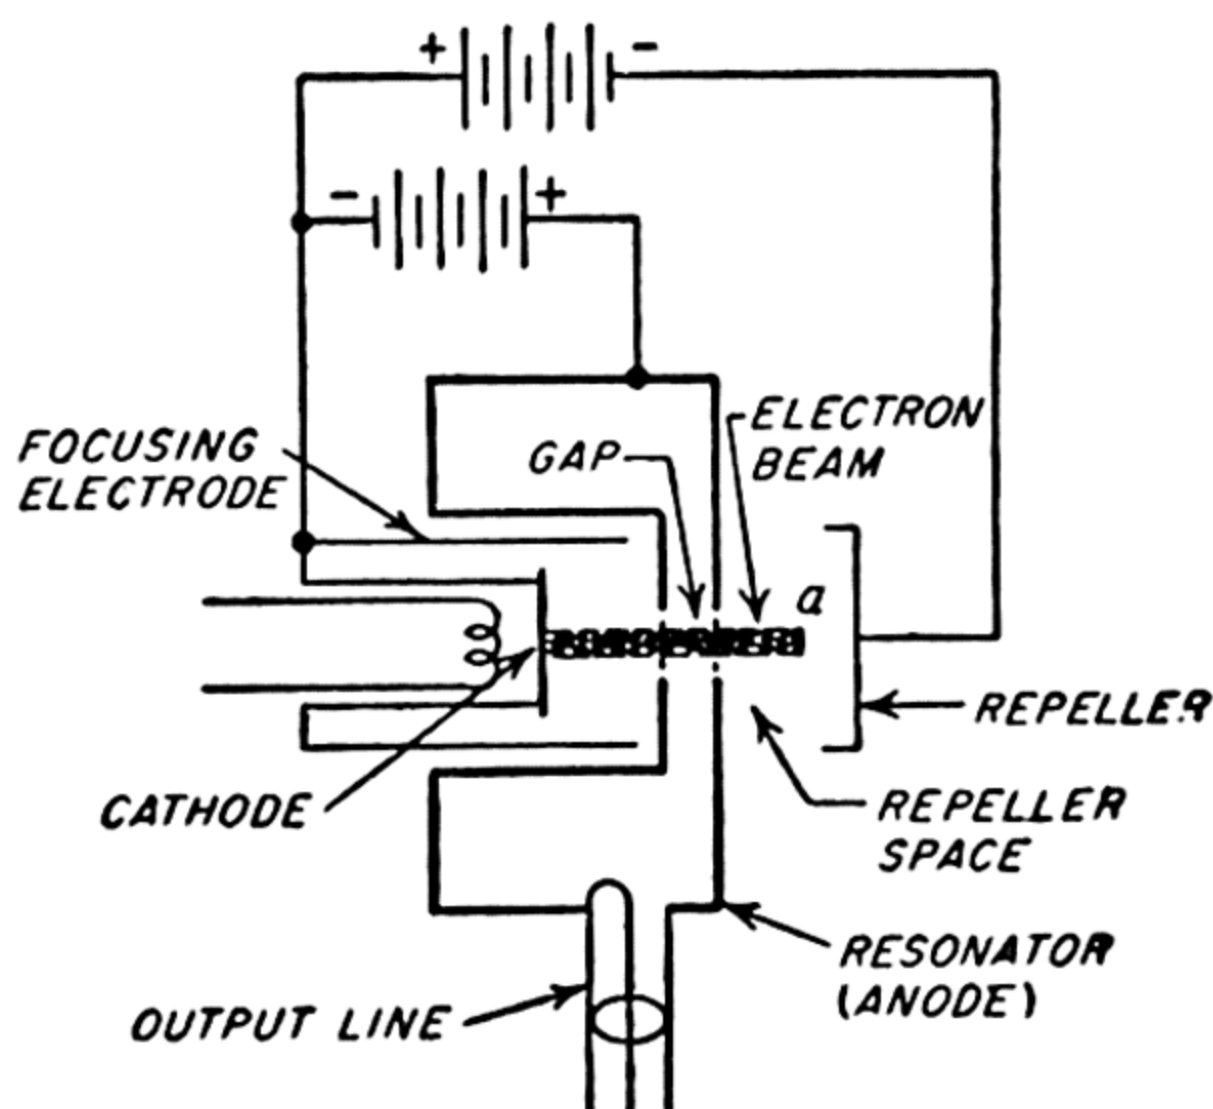 + -
- +
FOCUSING
ELECTRODE
GAP
ELECTRON
BEAM
a
REPELLER
CATHODE
REPELLER
SPACE
RESONATOR
(ANODE)
OUTPUT LINE